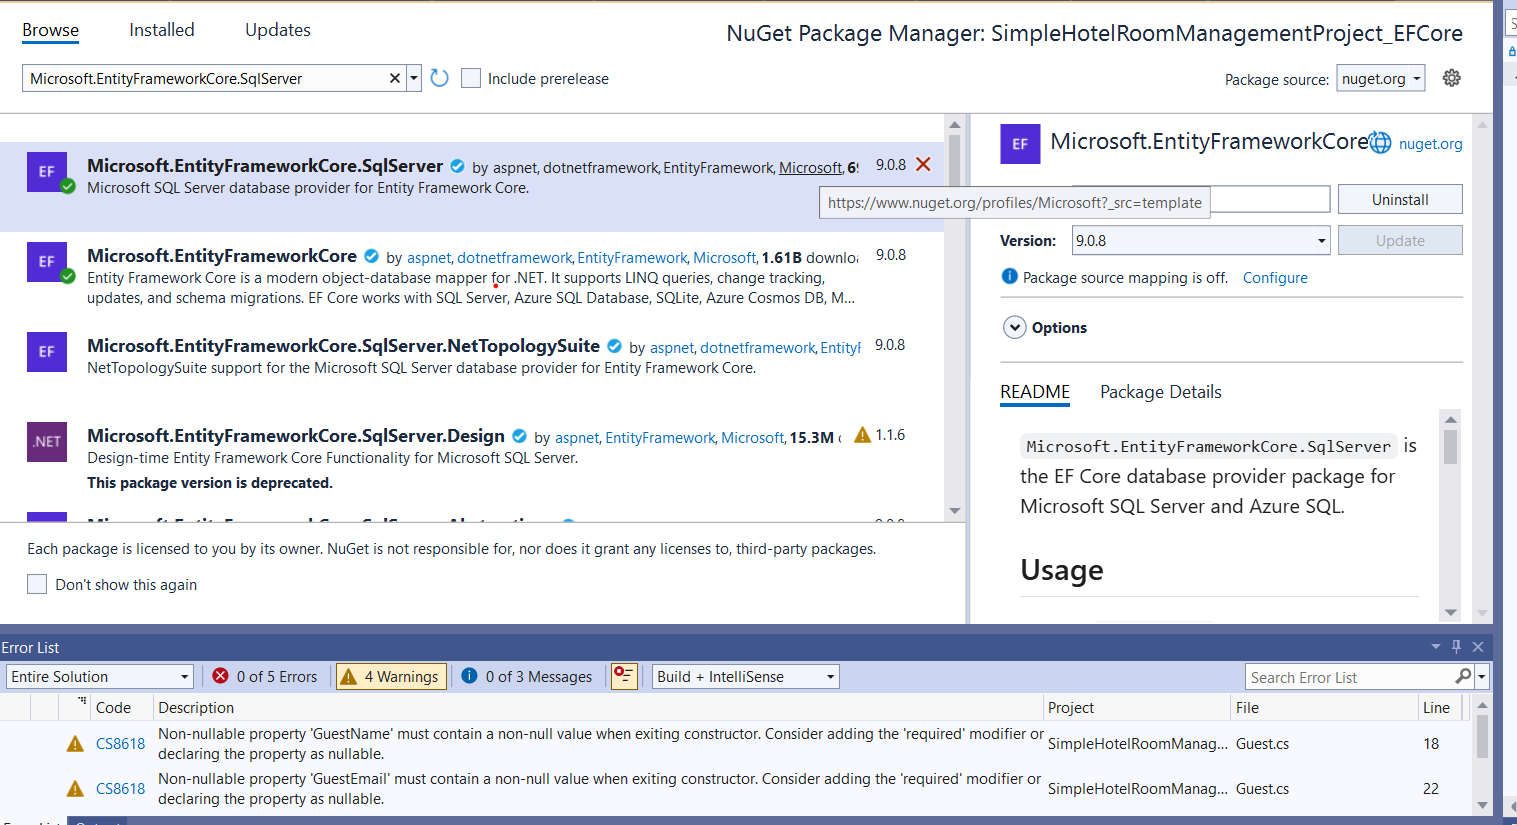 Browse Installed Updates
NuGet Package Manager: SimpleHotelRoomManagementProject_EFCore
Microsoft.EntityFrameworkCore.SqlServer
Include prerelease
Package source: nuget.org
EF
Microsoft.EntityFrameworkCore.SqlServer by aspnet, dotnetframework, EntityFramework, Microsoft, 9.0.8
Microsoft SQL Server database provider for Entity Framework Core.
https://www.nuget.org/profiles/Microsoft?_src=template
EF
Microsoft.EntityFrameworkCore by aspnet, dotnetframework, EntityFramework, Microsoft, 1.61B 9.0.8
Entity Framework Core is a modern object-database mapper for .NET. It supports LINQ queries, change tracking,
updates, and schema migrations. EF Core works with SQL Server, Azure SQL Database, SQLite, Azure Cosmos DB, M...
EF
Microsoft.EntityFrameworkCore.SqlServer.NetTopologySuite by aspnet, dotnetframework, 9.0.8
NetTopologySuite support for the Microsoft SQL Server database provider for Entity Framework Core.
.NET
Microsoft.EntityFrameworkCore.SqlServer.Design by aspnet, EntityFramework, Microsoft, 15.3M 1.1.6
Design-time Entity Framework Core Functionality for Microsoft SQL Server.
This package version is deprecated.
Each package is licensed to you by its owner. NuGet is not responsible for, nor does it grant any licenses to, third-party packages.
Don't show this again
EF
Microsoft.EntityFrameworkCore nuget.org
Uninstall
Version: 9.0.8 Update
Package source mapping is off. Configure
Options
README Package Details
Microsoft.EntityFrameworkCore.SqlServer is
the EF Core database provider package for
Microsoft SQL Server and Azure SQL.
Usage
Error List
Entire Solution 0 of 5 Errors 4 Warnings 0 of 3 Messages Build + IntelliSense Search Error List
Code Description Project File Line
CS8618 Non-nullable property 'GuestName' must contain a non-null value when exiting constructor. Consider adding the 'required' modifier or SimpleHotelRoomManag... Guest.cs 18
declaring the property as nullable.
CS8618 Non-nullable property 'GuestEmail' must contain a non-null value when exiting constructor. Consider adding the 'required' modifier or SimpleHotelRoomManag... Guest.cs 22
declaring the property as nullable.